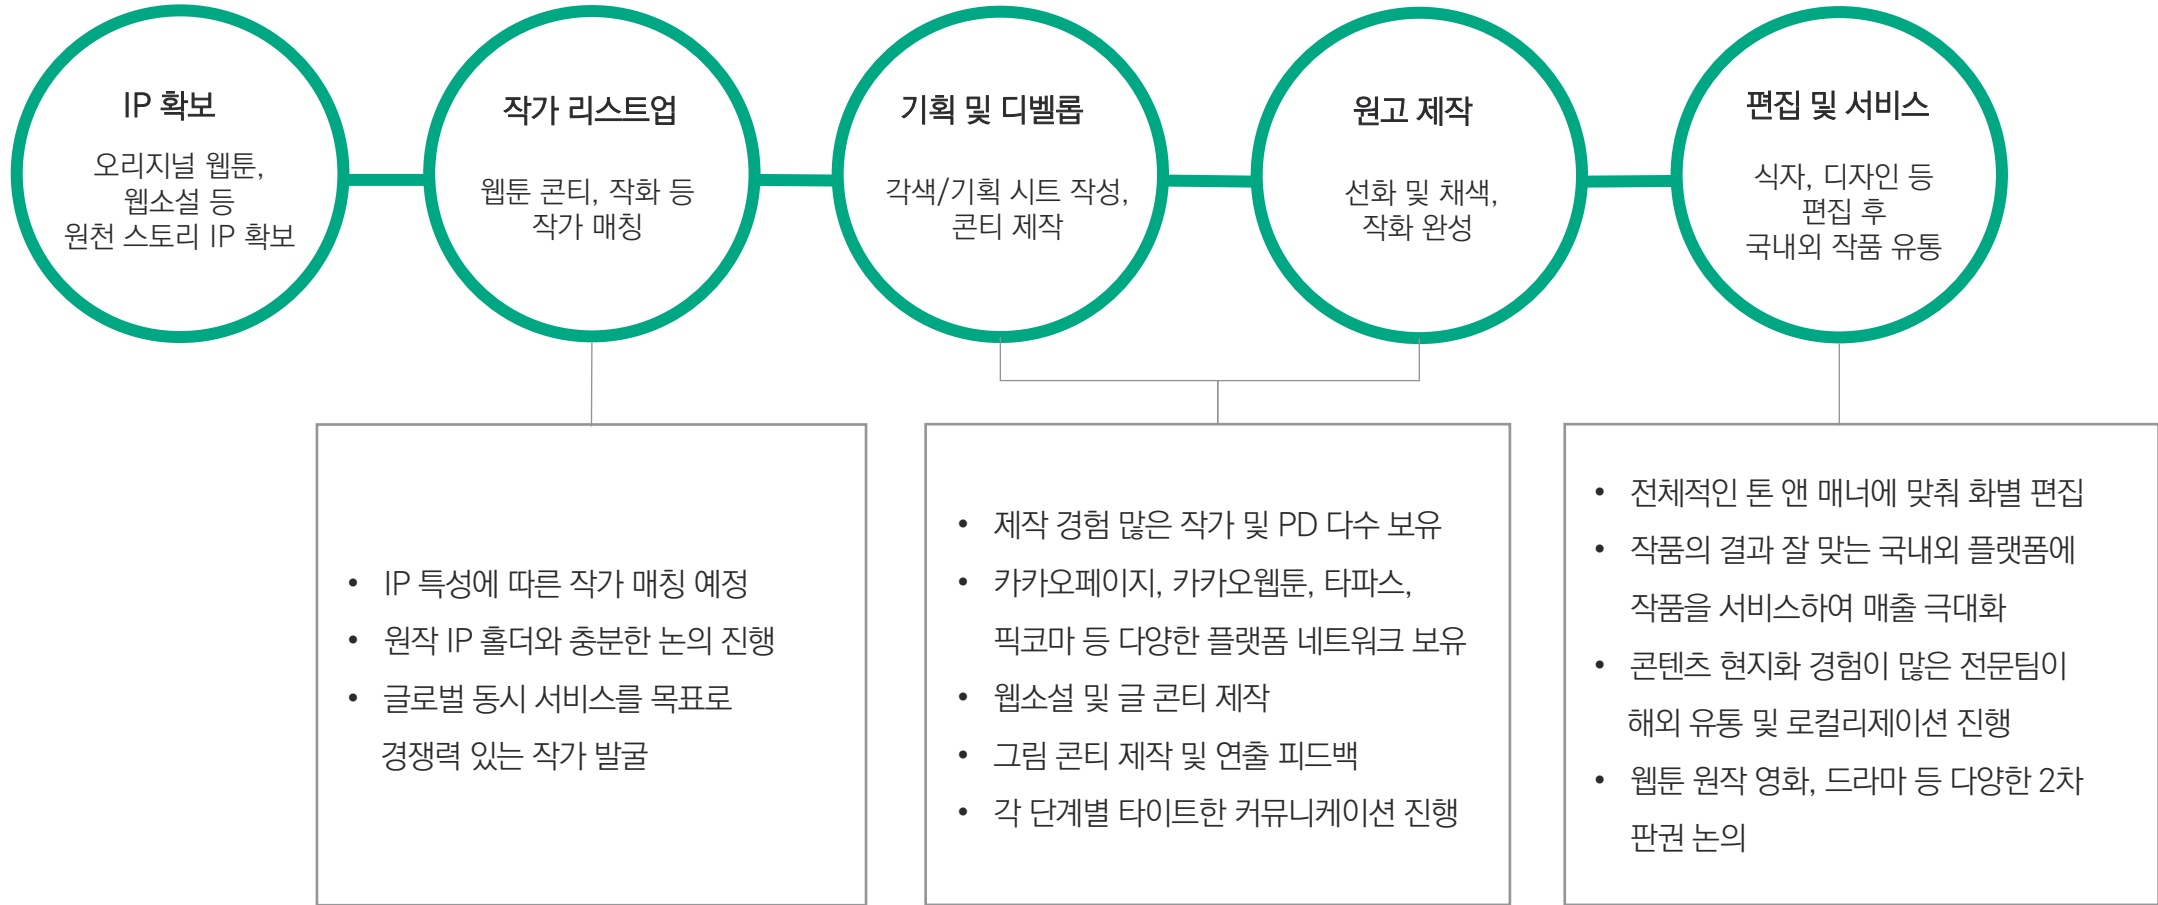 IP 확보
오리지널 웹툰,
웹소설 등
원천 스토리 IP 확보
작가 리스트업
웹툰 콘티, 작화 등
작가 매칭
기획 및 디벨롭
각색/기획 시트 작성,
콘티 제작
원고 제작
선화 및 채색,
작화 완성
편집 및 서비스
식자, 디자인 등
편집 후
국내외 작품 유통
• IP 특성에 따른 작가 매칭 예정
• 원작 IP 홀더와 충분한 논의 진행
• 글로벌 동시 서비스를 목표로
경쟁력 있는 작가 발굴
• 제작 경험 많은 작가 및 PD 다수 보유
• 카카오페이지, 카카오웹툰, 타파스,
픽코마 등 다양한 플랫폼 네트워크 보유
• 웹소설 및 글 콘티 제작
• 그림 콘티 제작 및 연출 피드백
• 각 단계별 타이트한 커뮤니케이션 진행
• 전체적인 톤 앤 매너에 맞춰 화별 편집
• 작품의 결과 잘 맞는 국내외 플랫폼에
작품을 서비스하여 매출 극대화
• 콘텐츠 현지화 경험이 많은 전문팀이
해외 유통 및 로컬리제이션 진행
• 웹툰 원작 영화, 드라마 등 다양한 2차
판권 논의